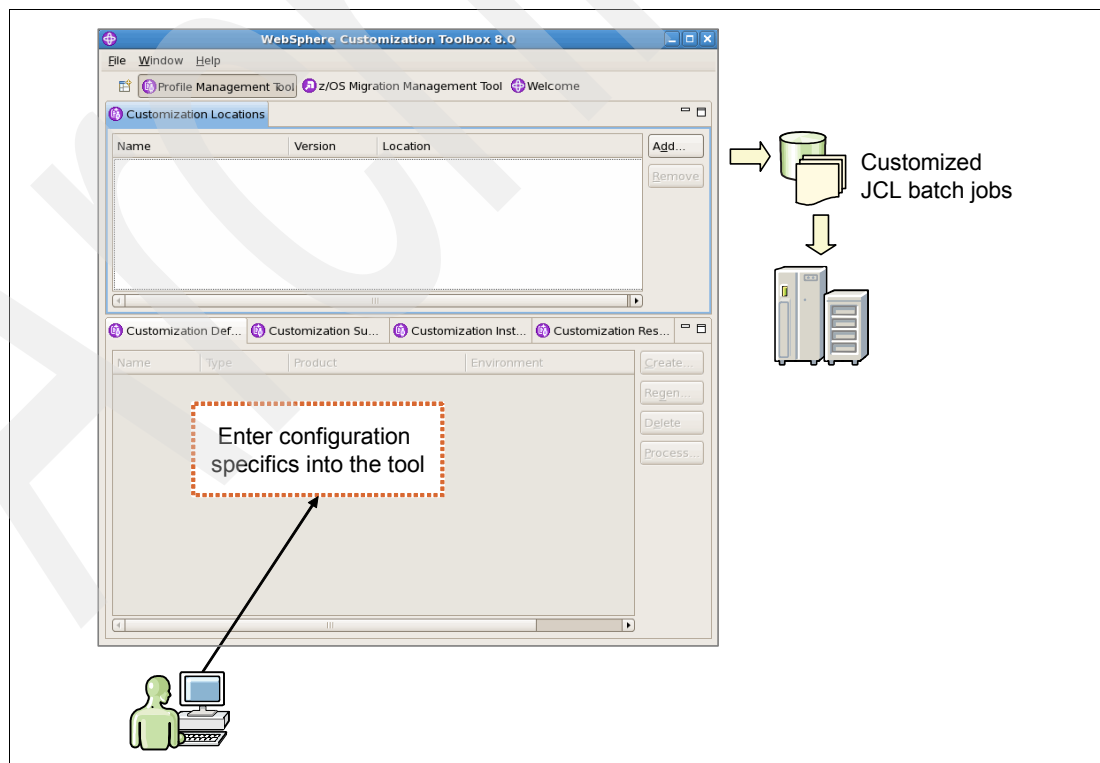 WebSphere Customization Toolbox 8.0
File Window Help
Profile Management Tool z/OS Migration Management Tool Welcome
Customization Locations
Name Version Location
Add...
Remove
Customized
JCL batch jobs
Customization Def... Customization Su... Customization Inst... Customization Res...
Name Type Product Environment
Create...
Regen...
Delete
Process...
Enter configuration
specifics into the tool